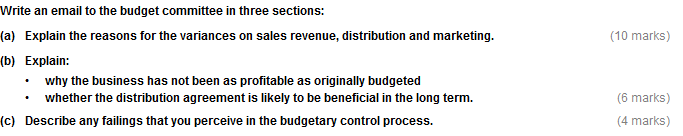 Write an email to the budget committee in three sections:
(a) Explain the reasons for the variances on sales revenue, distribution and marketing. (10 marks)
(b) Explain:
• why the business has not been as profitable as originally budgeted
• whether the distribution agreement is likely to be beneficial in the long term. (6 marks)
(c) Describe any failings that you perceive in the budgetary control process. (4 marks)